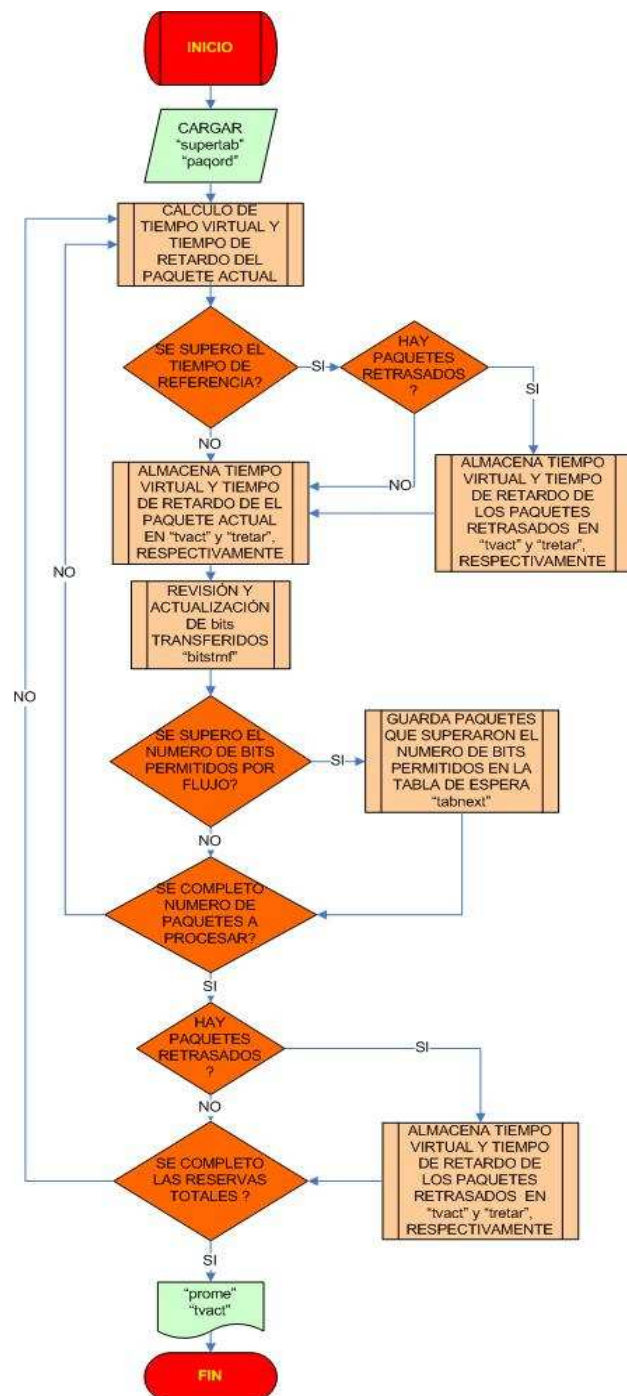 INICIO
CARGAR
“supertab”
“paqord”
CALCULO DE
TIEMPO VIRTUAL Y
TIEMPO DE
RETARDO DEL
PAQUETE ACTUAL
SE SUPERO EL
TIEMPO DE
REFERENCIA?
SI
HAY
PAQUETES
RETRASADOS
?
SI
NO
NO
ALMACENA TIEMPO
VIRTUAL Y TIEMPO
DE RETARDO DE EL
PAQUETE ACTUAL
EN “tvact” y “tretar”,
RESPECTIVAMENTE
ALMACENA TIEMPO
VIRTUAL Y TIEMPO
DE RETARDO DE
LOS PAQUETES
RETRASADOS EN
“tvact” y “tretar”,
RESPECTIVAMENTE
NO
REVISIÓN Y
ACTUALIZACIÓN
DE bits
TRANSFERIDOS
“bitstrnf”
NO
SE SUPERO EL
NUMERO DE BITS
PERMITIDOS POR
FLUJO?
SI
GUARDA PAQUETES
QUE SUPERARON EL
NUMERO DE BITS
PERMITIDOS EN LA
TABLA DE ESPERA
“tabnext”
NO
SE COMPLETO
NUMERO DE
PAQUETES A
PROCESAR?
SI
HAY
PAQUETES
RETRASADOS
?
SI
NO
ALMACENA TIEMPO
VIRTUAL Y TIEMPO
DE RETARDO DE
LOS PAQUETES
RETRASADOS EN
“tvact” y “tretar”,
RESPECTIVAMENTE
SE COMPLETO
LAS RESERVAS
TOTALES ?
SI
“prome”
“tvact”
FIN